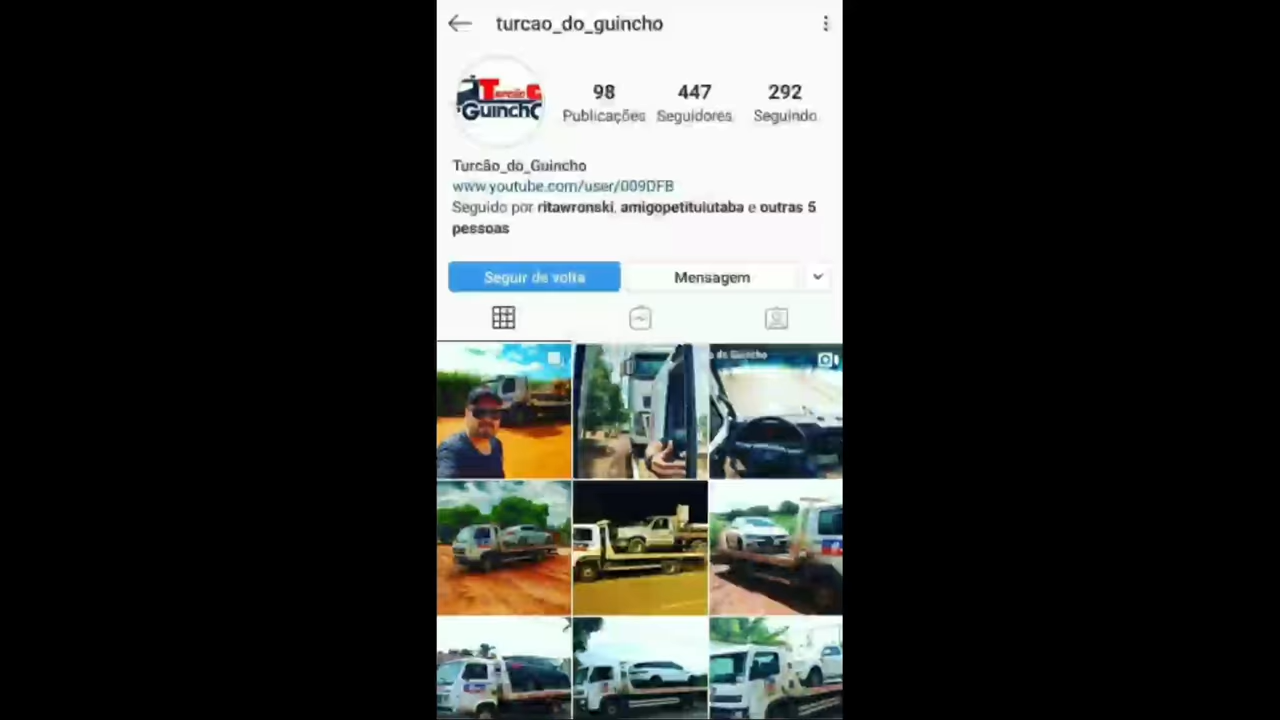 turcao_do_guincho
98 447 292
Publicações Seguidores Seguindo
Turcão
Guincho
Turcão_do_Guincho
www.youtube.com/user/009DFB
Seguido por ritawronski, amigopetituiutaba e outras 5
pessoas
Seguir de volta Mensagem
do Guincho